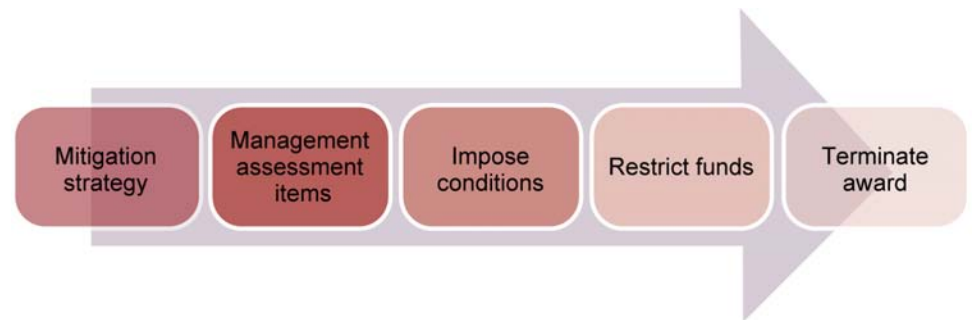 Mitigation
strategy
Management
assessment
items
Impose
conditions
Restrict funds
Terminate
award